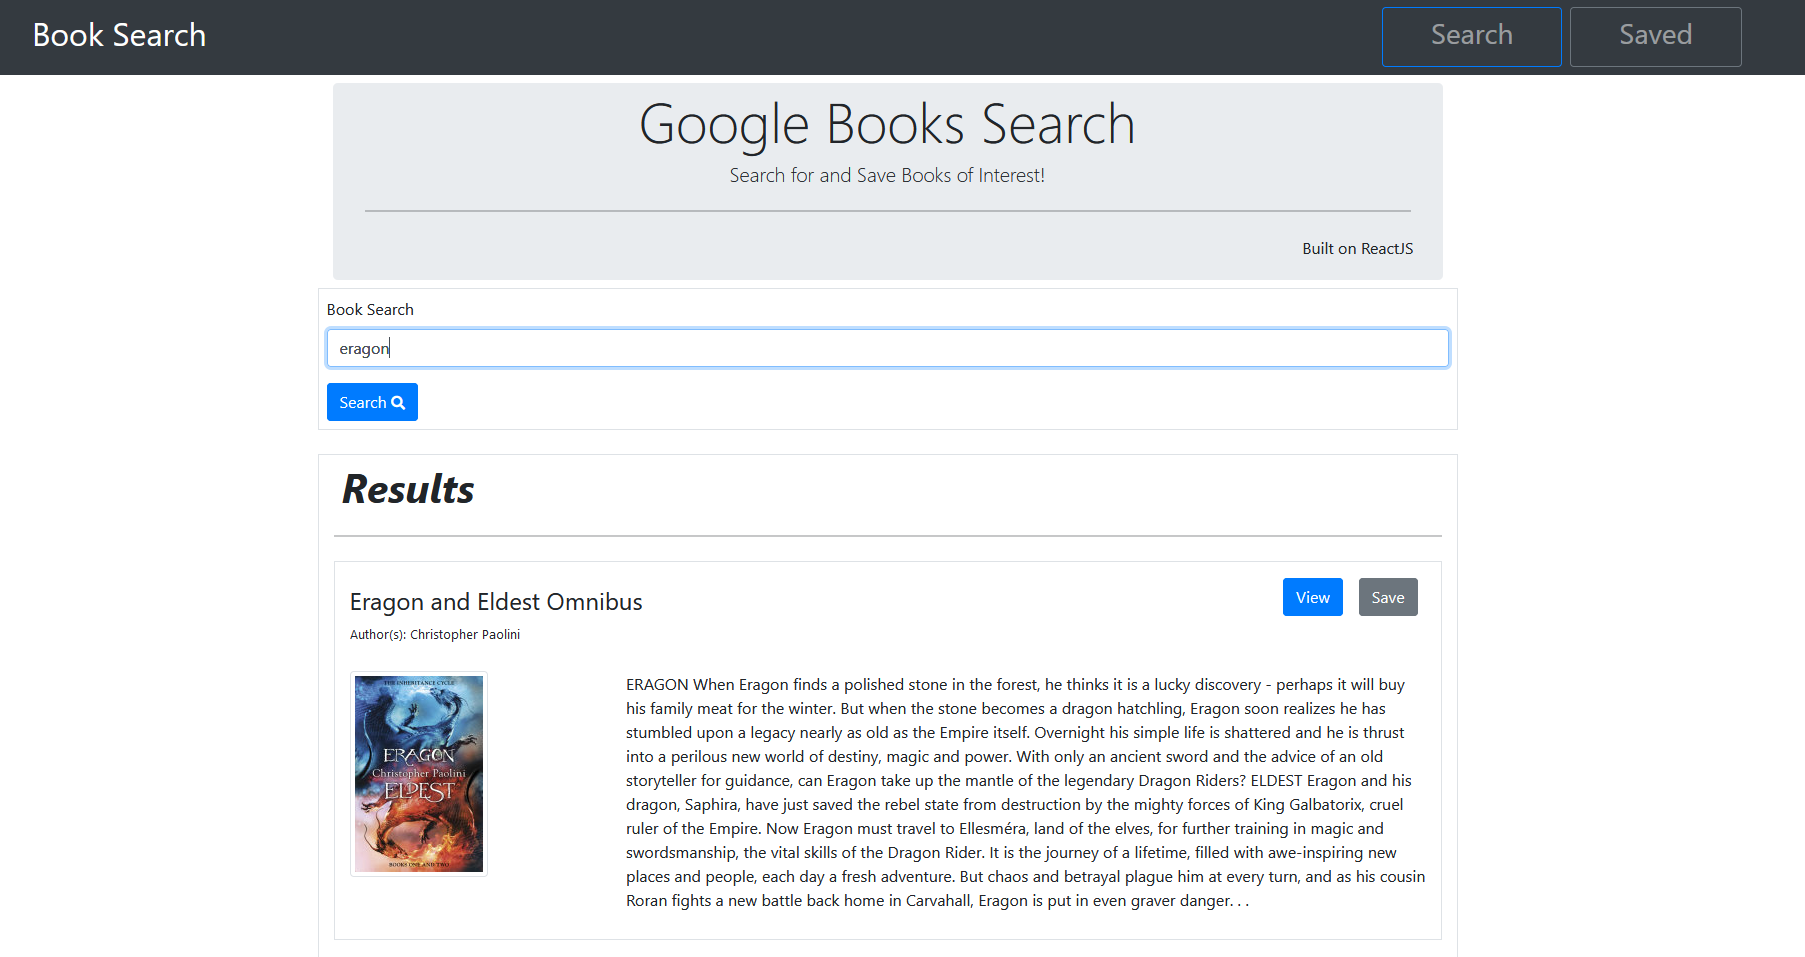 Book Search
Search
Saved
Google Books Search
Search for and Save Books of Interest!
Built on ReactJS
Book Search
eragon
Search
Results
Eragon and Eldest Omnibus
View
Save
Author(s): Christopher Paolini
THE INHERITANCE CYCLE
ERAGON
Christopher Paolini
ELDEST
BOOKS ONE AND TWO
ERAGON When Eragon finds a polished stone in the forest, he thinks it is a lucky discovery - perhaps it will buy
his family meat for the winter. But when the stone becomes a dragon hatchling, Eragon soon realizes he has
stumbled upon a legacy nearly as old as the Empire itself. Overnight his simple life is shattered and he is thrust
into a perilous new world of destiny, magic and power. With only an ancient sword and the advice of an old
storyteller for guidance, can Eragon take up the mantle of the legendary Dragon Riders? ELDEST Eragon and his
dragon, Saphira, have just saved the rebel state from destruction by the mighty forces of King Galbatorix, cruel
ruler of the Empire. Now Eragon must travel to Ellesméra, land of the elves, for further training in magic and
swordsmanship, the vital skills of the Dragon Rider. It is the journey of a lifetime, filled with awe-inspiring new
places and people, each day a fresh adventure. But chaos and betrayal plague him at every turn, and as his cousin
Roran fights a new battle back home in Carvahall, Eragon is put in even graver danger. . .